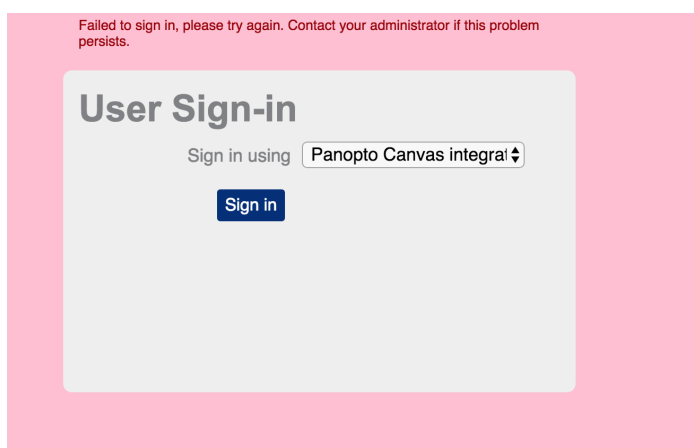 Failed to sign in, please try again. Contact your administrator if this problem
persists.
User Sign-in
Sign in using Panopto Canvas integrat
Sign in